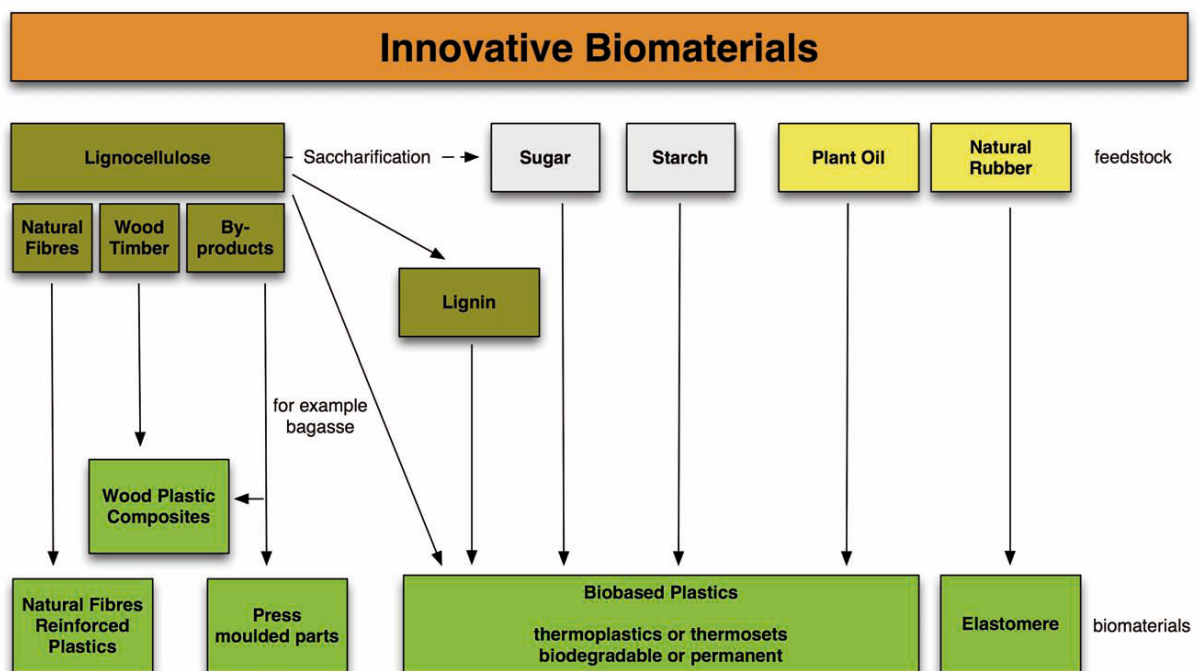 Innovative Biomaterials
Lignocellulose
Saccharification
Sugar
Starch
Plant Oil
Natural
Rubber
feedstock
Natural
Fibres
Wood
Timber
By-
products
Lignin
for example
bagasse
Wood Plastic
Composites
Natural Fibres
Reinforced
Plastics
Press
moulded parts
Biobased Plastics
thermoplastics or thermosets
biodegradable or permanent
Elastomere
biomaterials